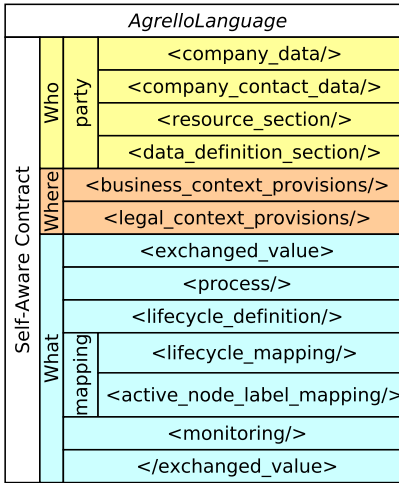 AgrelloLanguage
Self-Aware Contract
Who
party
<company_data/>
<company_contact_data/>
<resource_section/>
<data_definition_section/>
Where
<business_context_provisions/>
<legal_context_provisions/>
What
<exchanged_value>
<process/>
<lifecycle_definition/>
mapping
<lifecycle_mapping/>
<active_node_label_mapping/>
<monitoring/>
</exchanged_value>